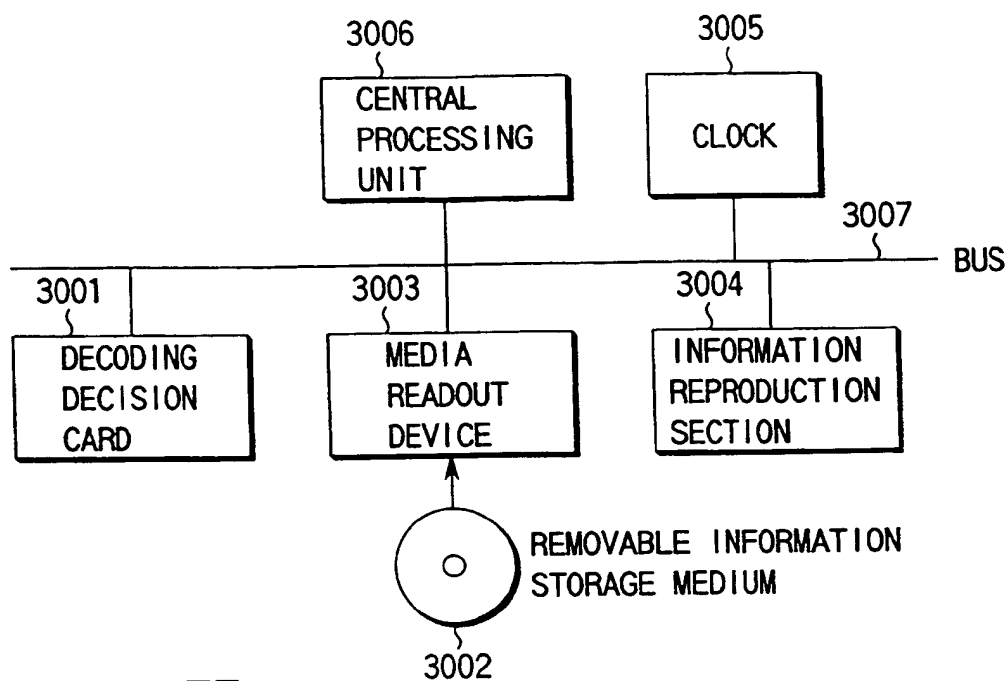 3006
3005
CENTRAL
PROCESSING
UNIT
CLOCK
3007
BUS
3001
3003
3004
DECODING
DECISION
CARD
MEDIA
READOUT
DEVICE
INFORMATION
REPRODUCTION
SECTION
REMOVABLE INFORMATION
STORAGE MEDIUM
3002